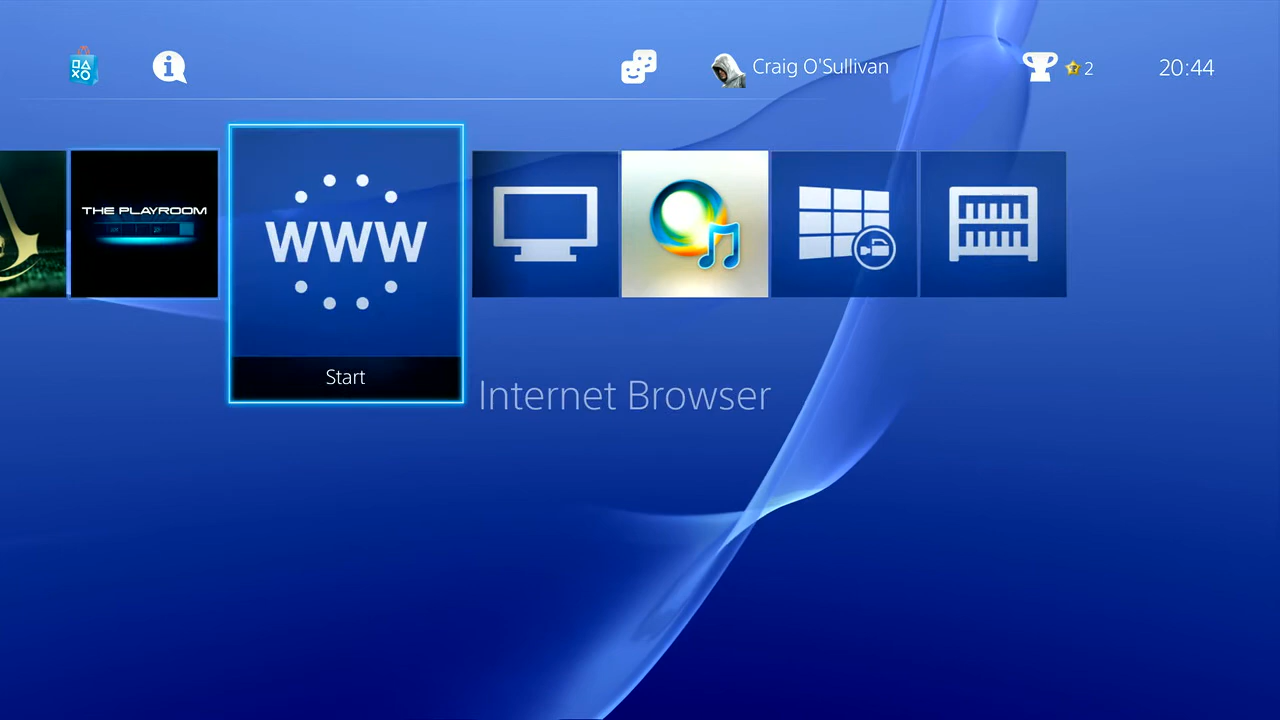 Craig O'Sullivan
2
20:44
THE PLAYROOM
WWW
Start
Internet Browser